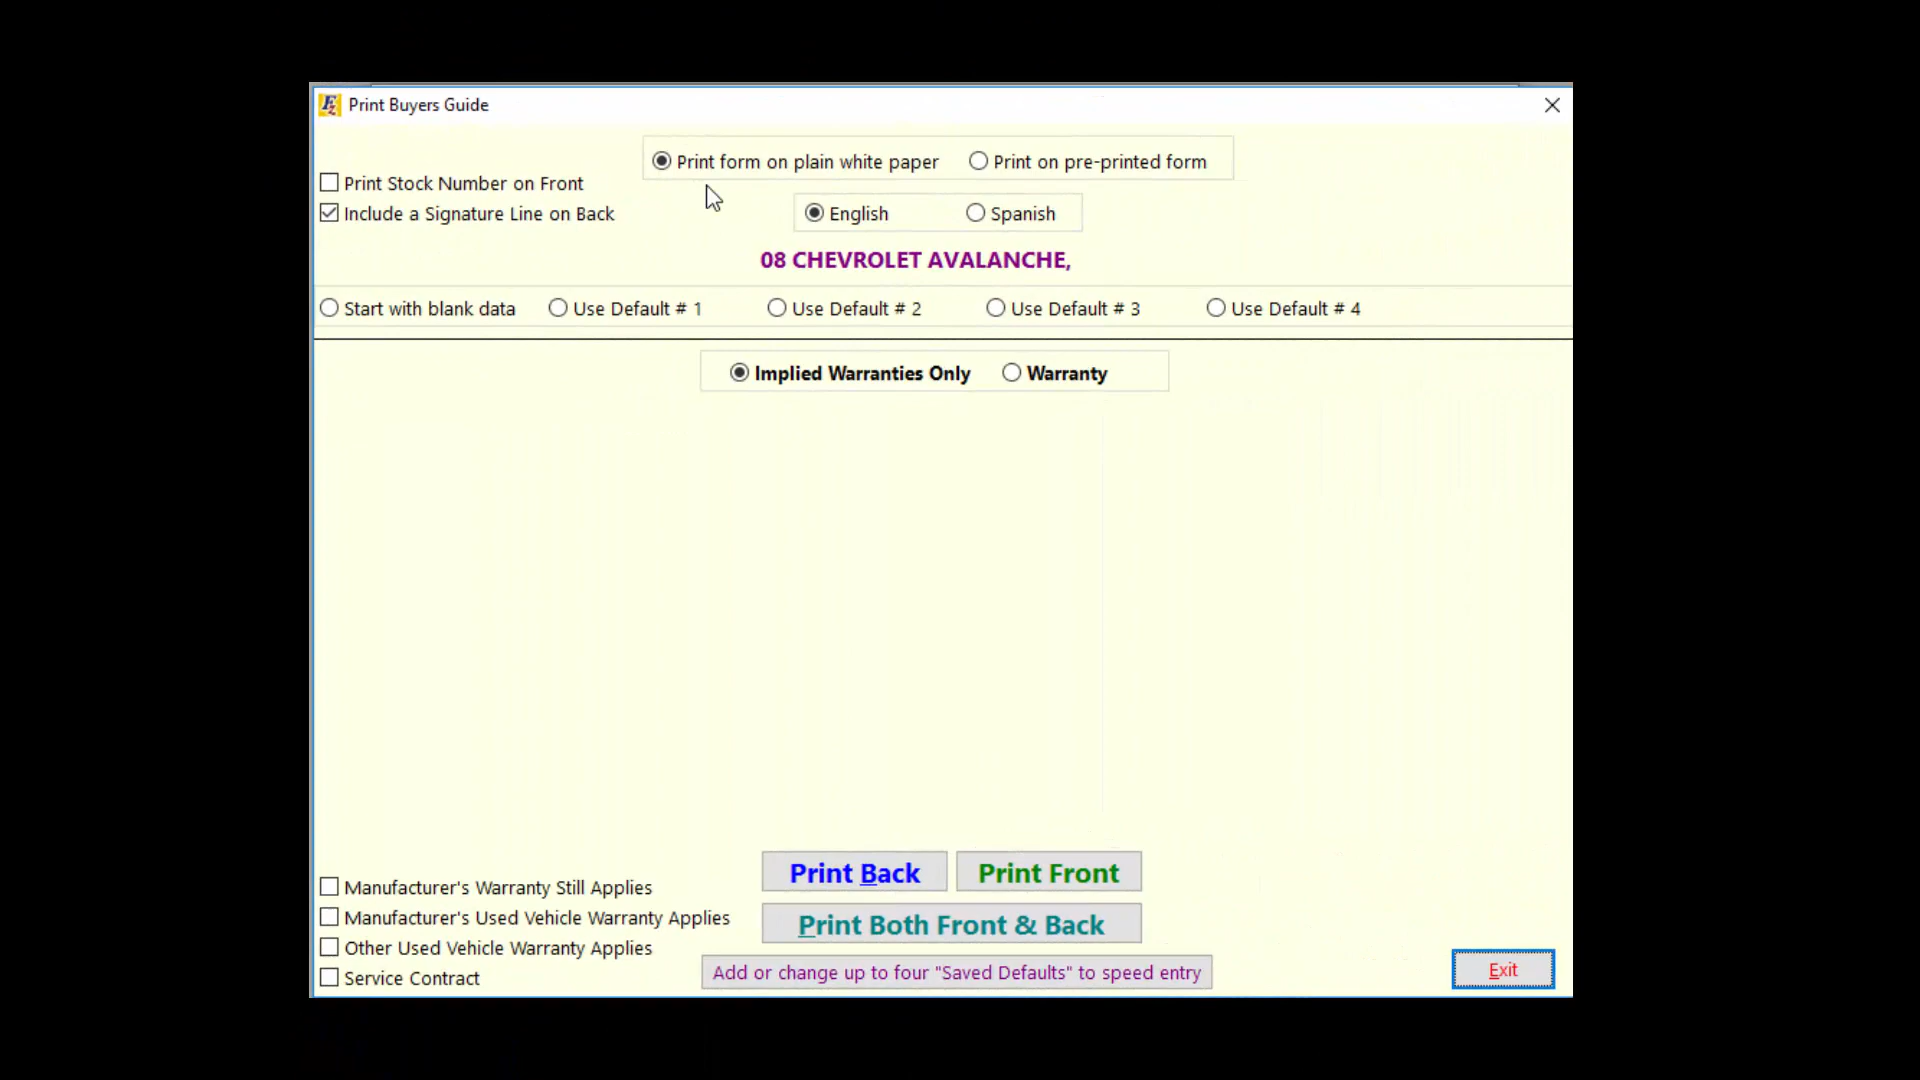 Print Buyers Guide
Print form on plain white paper Print on pre-printed form
Print Stock Number on Front
Include a Signature Line on Back English Spanish
08 CHEVROLET AVALANCHE,
Start with blank data Use Default # 1 Use Default # 2 Use Default # 3 Use Default # 4
Implied Warranties Only Warranty
Print Back Print Front
Manufacturer's Warranty Still Applies
Manufacturer's Used Vehicle Warranty Applies Print Both Front & Back
Other Used Vehicle Warranty Applies
Service Contract Add or change up to four "Saved Defaults" to speed entry Exit